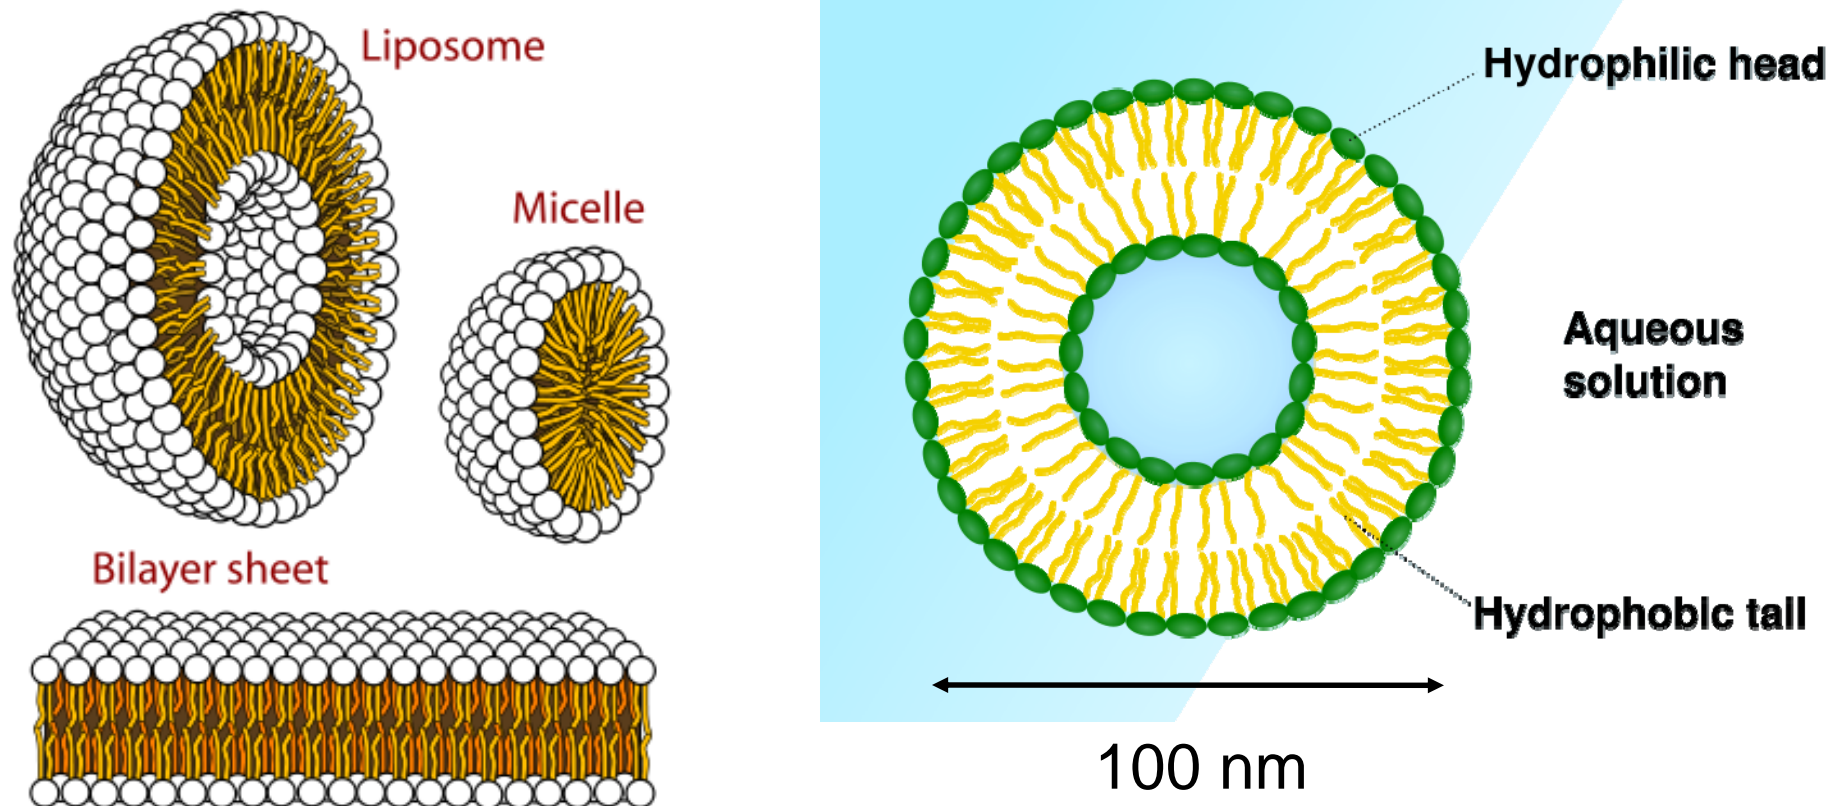 Liposome
Micelle
Bilayer sheet
Hydrophilic head
Aqueous
solution
Hydrophobic tail
100 nm